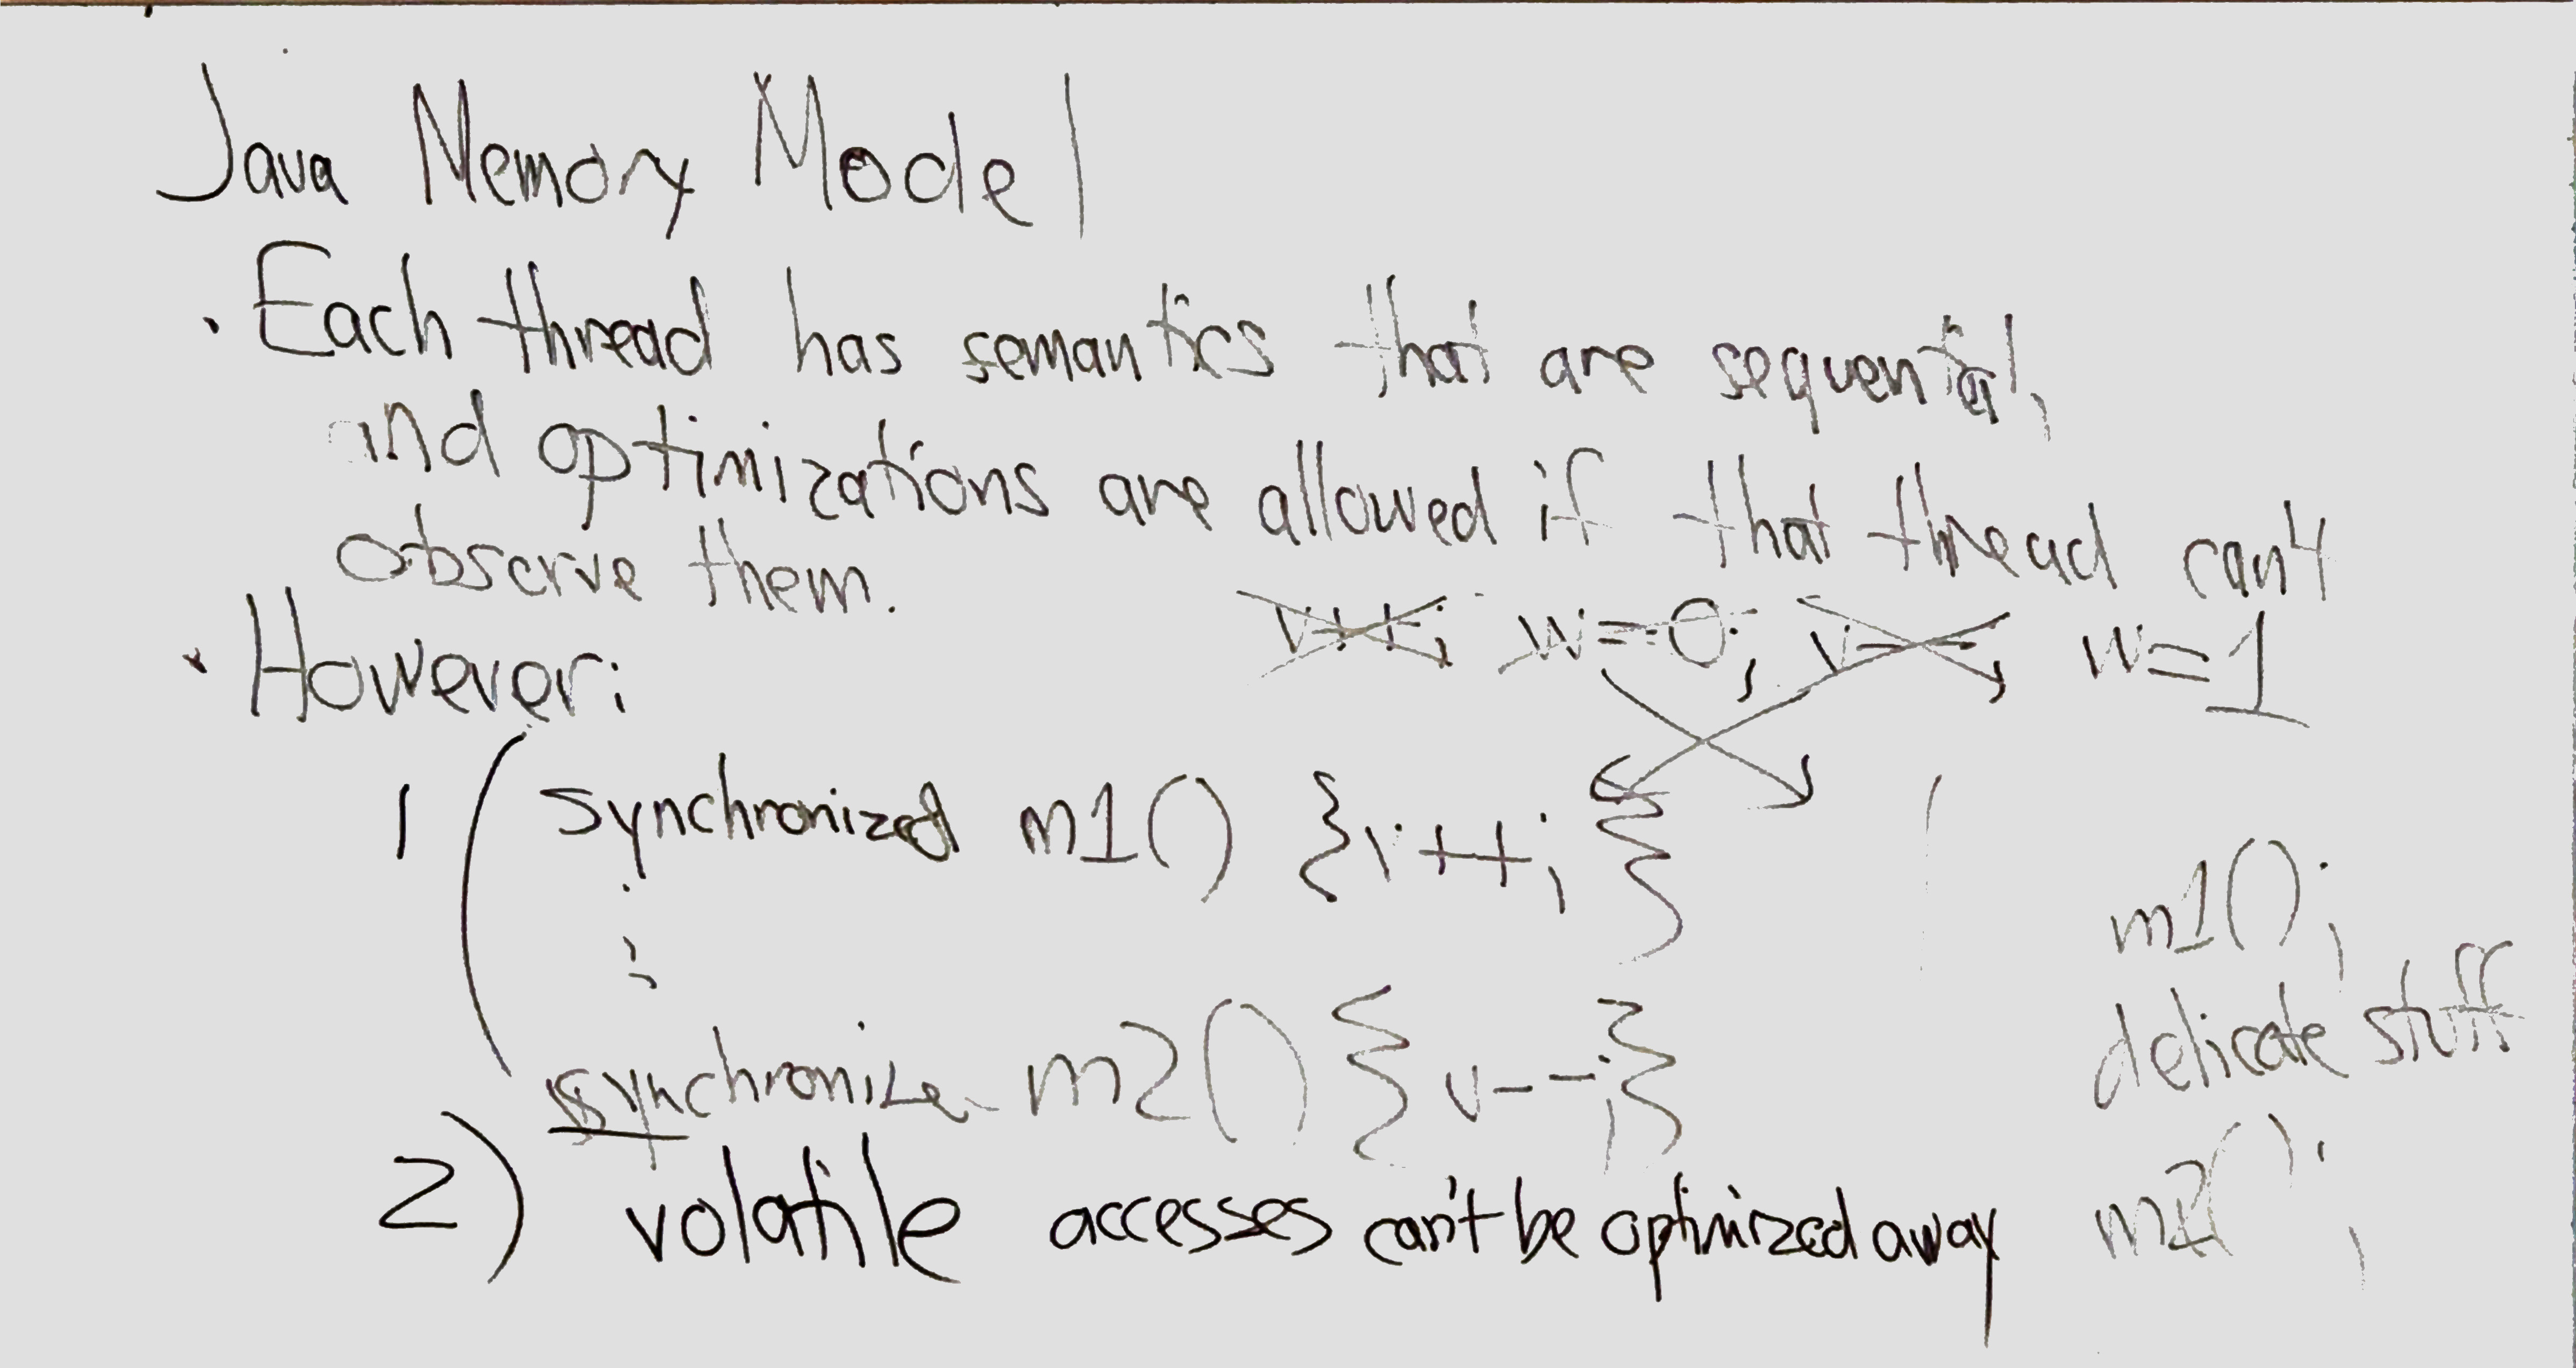 Java Memory Model
· Each thread has semantics that are sequential,
and optimizations are allowed if that thread can't
observe them.
v++; w=0; v--; w=1
· However:
1( synchronized m1() {v++;}
:
synchronize m2() {v--;}
m1();
delicate stuff
m2();
2) volatile accesses can't be optimized away